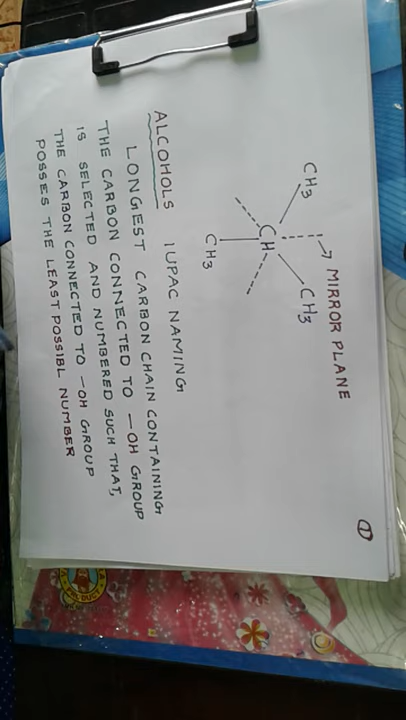 ①
MIRROR PLANE
CH3
CH3
CH
CH3
ALCOHOLS IUPAC NAMING
LONGEST CARBON CHAIN CONTAINING
THE CARBON CONNECTED TO -OH GROUP
IS SELECTED AND NUMBERED SUCH THAT,
THE CARBON CONNECTED TO -OH GROUP
POSSES THE LEAST POSSIBL NUMBER
PRODUCT